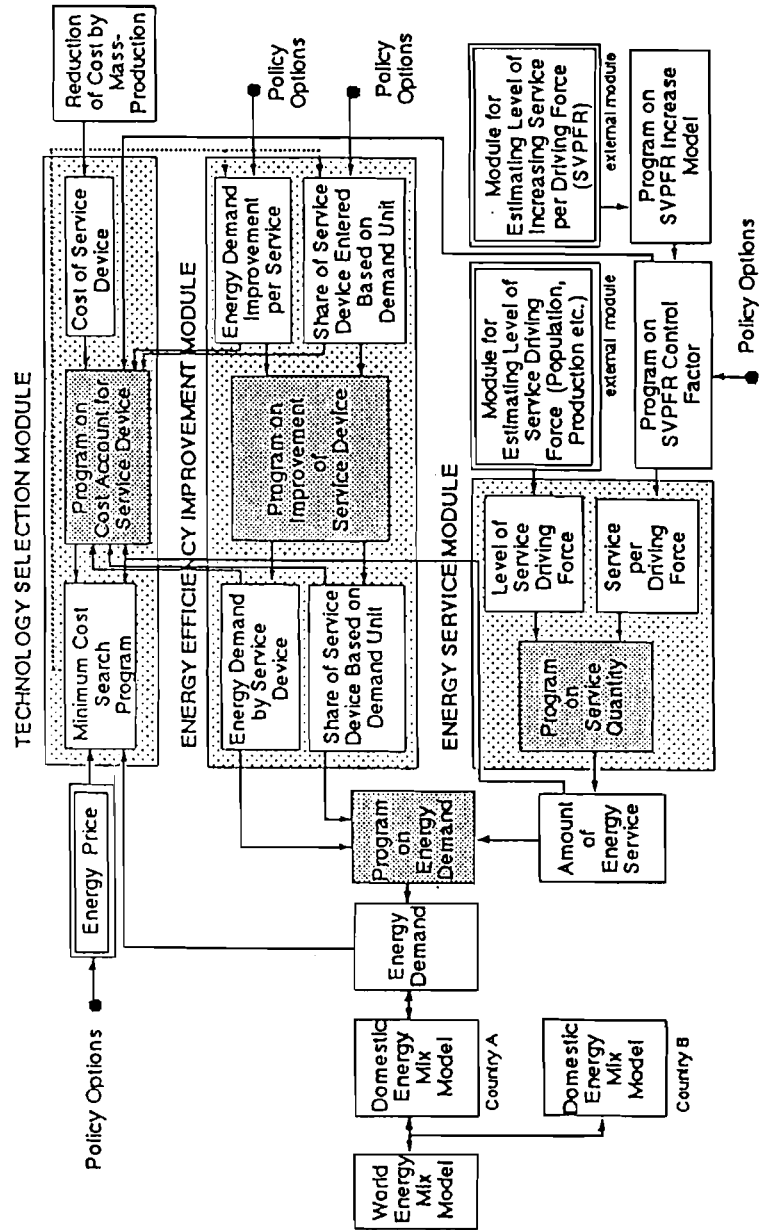 TECHNOLOGY SELECTION MODULE
Policy Options
Energy Price
Minimum Cost
Search
Program
Program on
Cost Account for
Service Device
Cost of Service
Device
Reduction
of Cost by
Mass-
Production
ENERGY EFFICIENCY IMPROVEMENT MODULE
Energy Demand
by Service
Device
Share of Service
Device Based on
Demand Unit
Program on
Improvement
of
Service Device
Energy Demand
Improvement
per Service
Share of Service
Device Entered
Based on
Demand Unit
Policy
Options
Policy
Options
World
Energy
Mix
Model
Domestic
Energy
Mix
Model
Country A
Domestic
Energy
Mix
Model
Country B
Energy
Demand
Program
on
Energy
Demand
Amount
of
Energy
Service
ENERGY SERVICE MODULE
Program
on
Service
Quantity
Level of
Service
Driving
Force
Service
per
Driving
Force
Module for
Estimating Level of
Service Driving
Force (Population,
Production etc.)
external module
Program on
SVPFR Control
Factor
Policy Options
Module for
Estimating Level of
Increasing Service
per Driving Force
(SVPFR)
external module
Program on
SVPFR Increase
Model